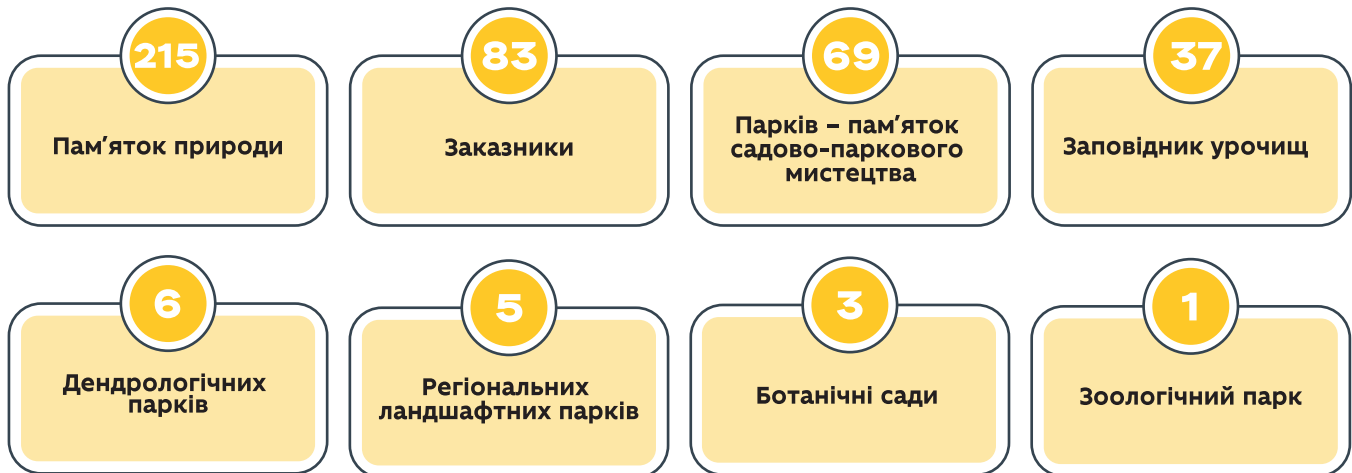 215
Пам’яток природи
83
Заказники
69
Парків – пам’яток
садово-паркового
мистецтва
37
Заповідник урочищ
6
Дендрологічних
парків
5
Регіональних
ландшафтних парків
3
Ботанічні сади
1
Зоологічний парк